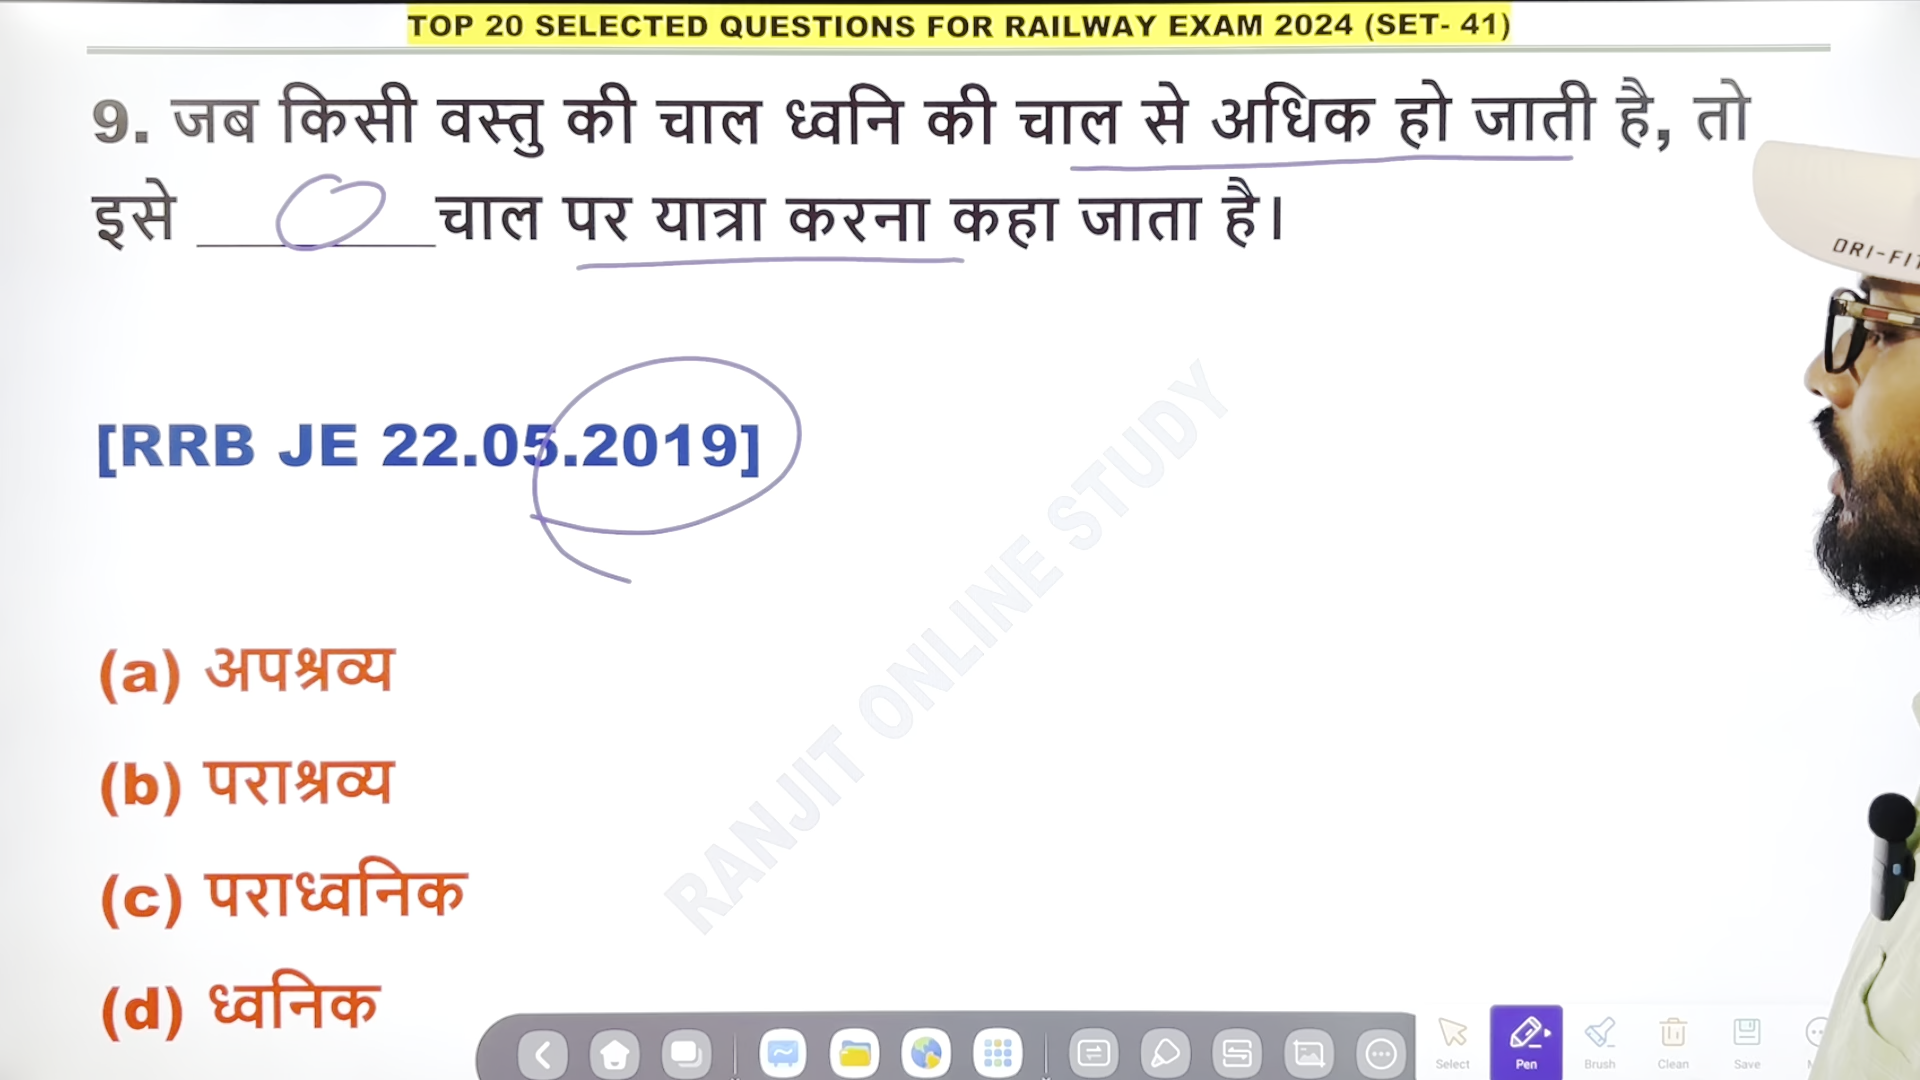 TOP 20 SELECTED QUESTIONS FOR RAILWAY EXAM 2024 (SET- 41)
9. जब किसी वस्तु की चाल ध्वनि की चाल से अधिक हो जाती है, तो
इसे ________ चाल पर यात्रा करना कहा जाता है।
DRI-FIT
[RRB JE 22.05.2019]
RANJIT ONLINE STUDY
(a) अपश्रव्य
(b) पराश्रव्य
(c) पराध्वनिक
(d) ध्वनिक
Select Pen Brush Clean Save